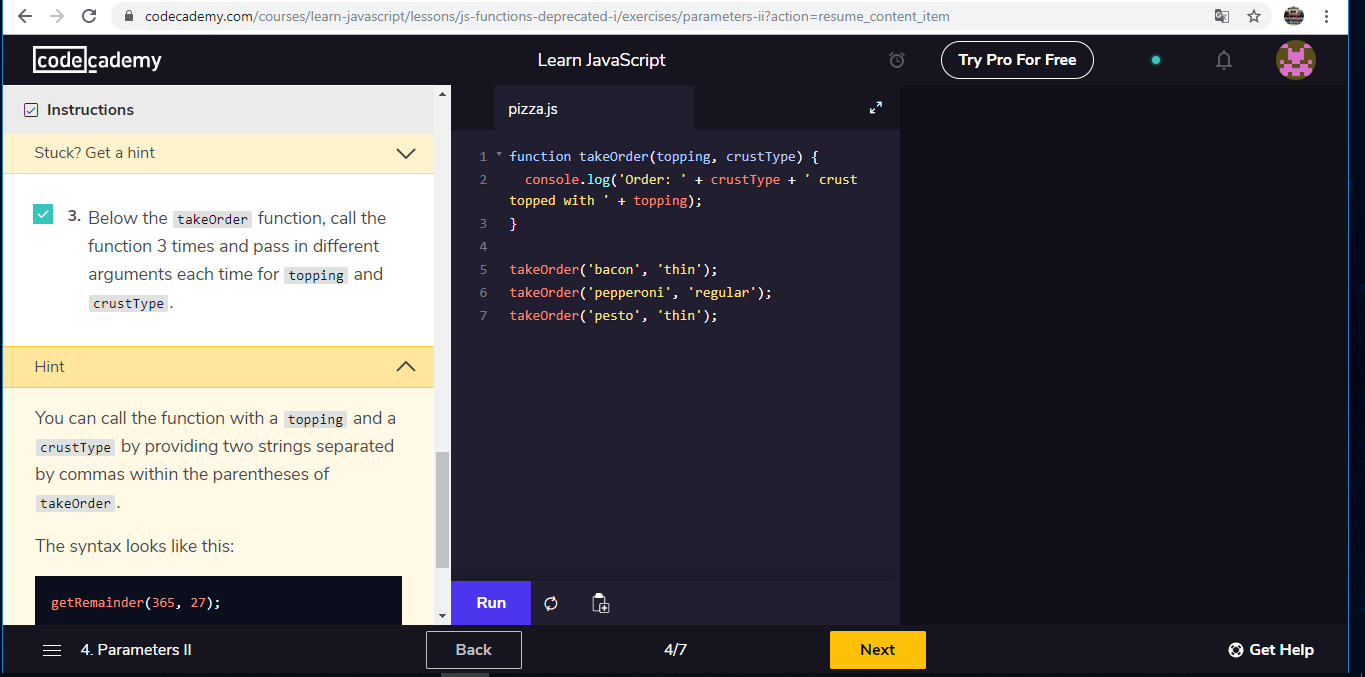 codecademy.com/courses/learn-javascript/lessons/js-functions-deprecated-i/exercises/parameters-ii?action=resume_content_item
codecademy
Learn JavaScript
Try Pro For Free
Instructions
Stuck? Get a hint
3. Below the takeOrder function, call the
function 3 times and pass in different
arguments each time for topping and
crustType.
Hint
You can call the function with a topping and a
crustType by providing two strings separated
by commas within the parentheses of
takeOrder.
The syntax looks like this:
getRemainder(365, 27);
pizza.js
1 function takeOrder(topping, crustType) {
2 console.log('Order: ' + crustType + ' crust
topped with ' + topping);
3 }
4
5 takeOrder('bacon', 'thin');
6 takeOrder('pepperoni', 'regular');
7 takeOrder('pesto', 'thin');
Run
4. Parameters II
Back
4/7
Next
Get Help